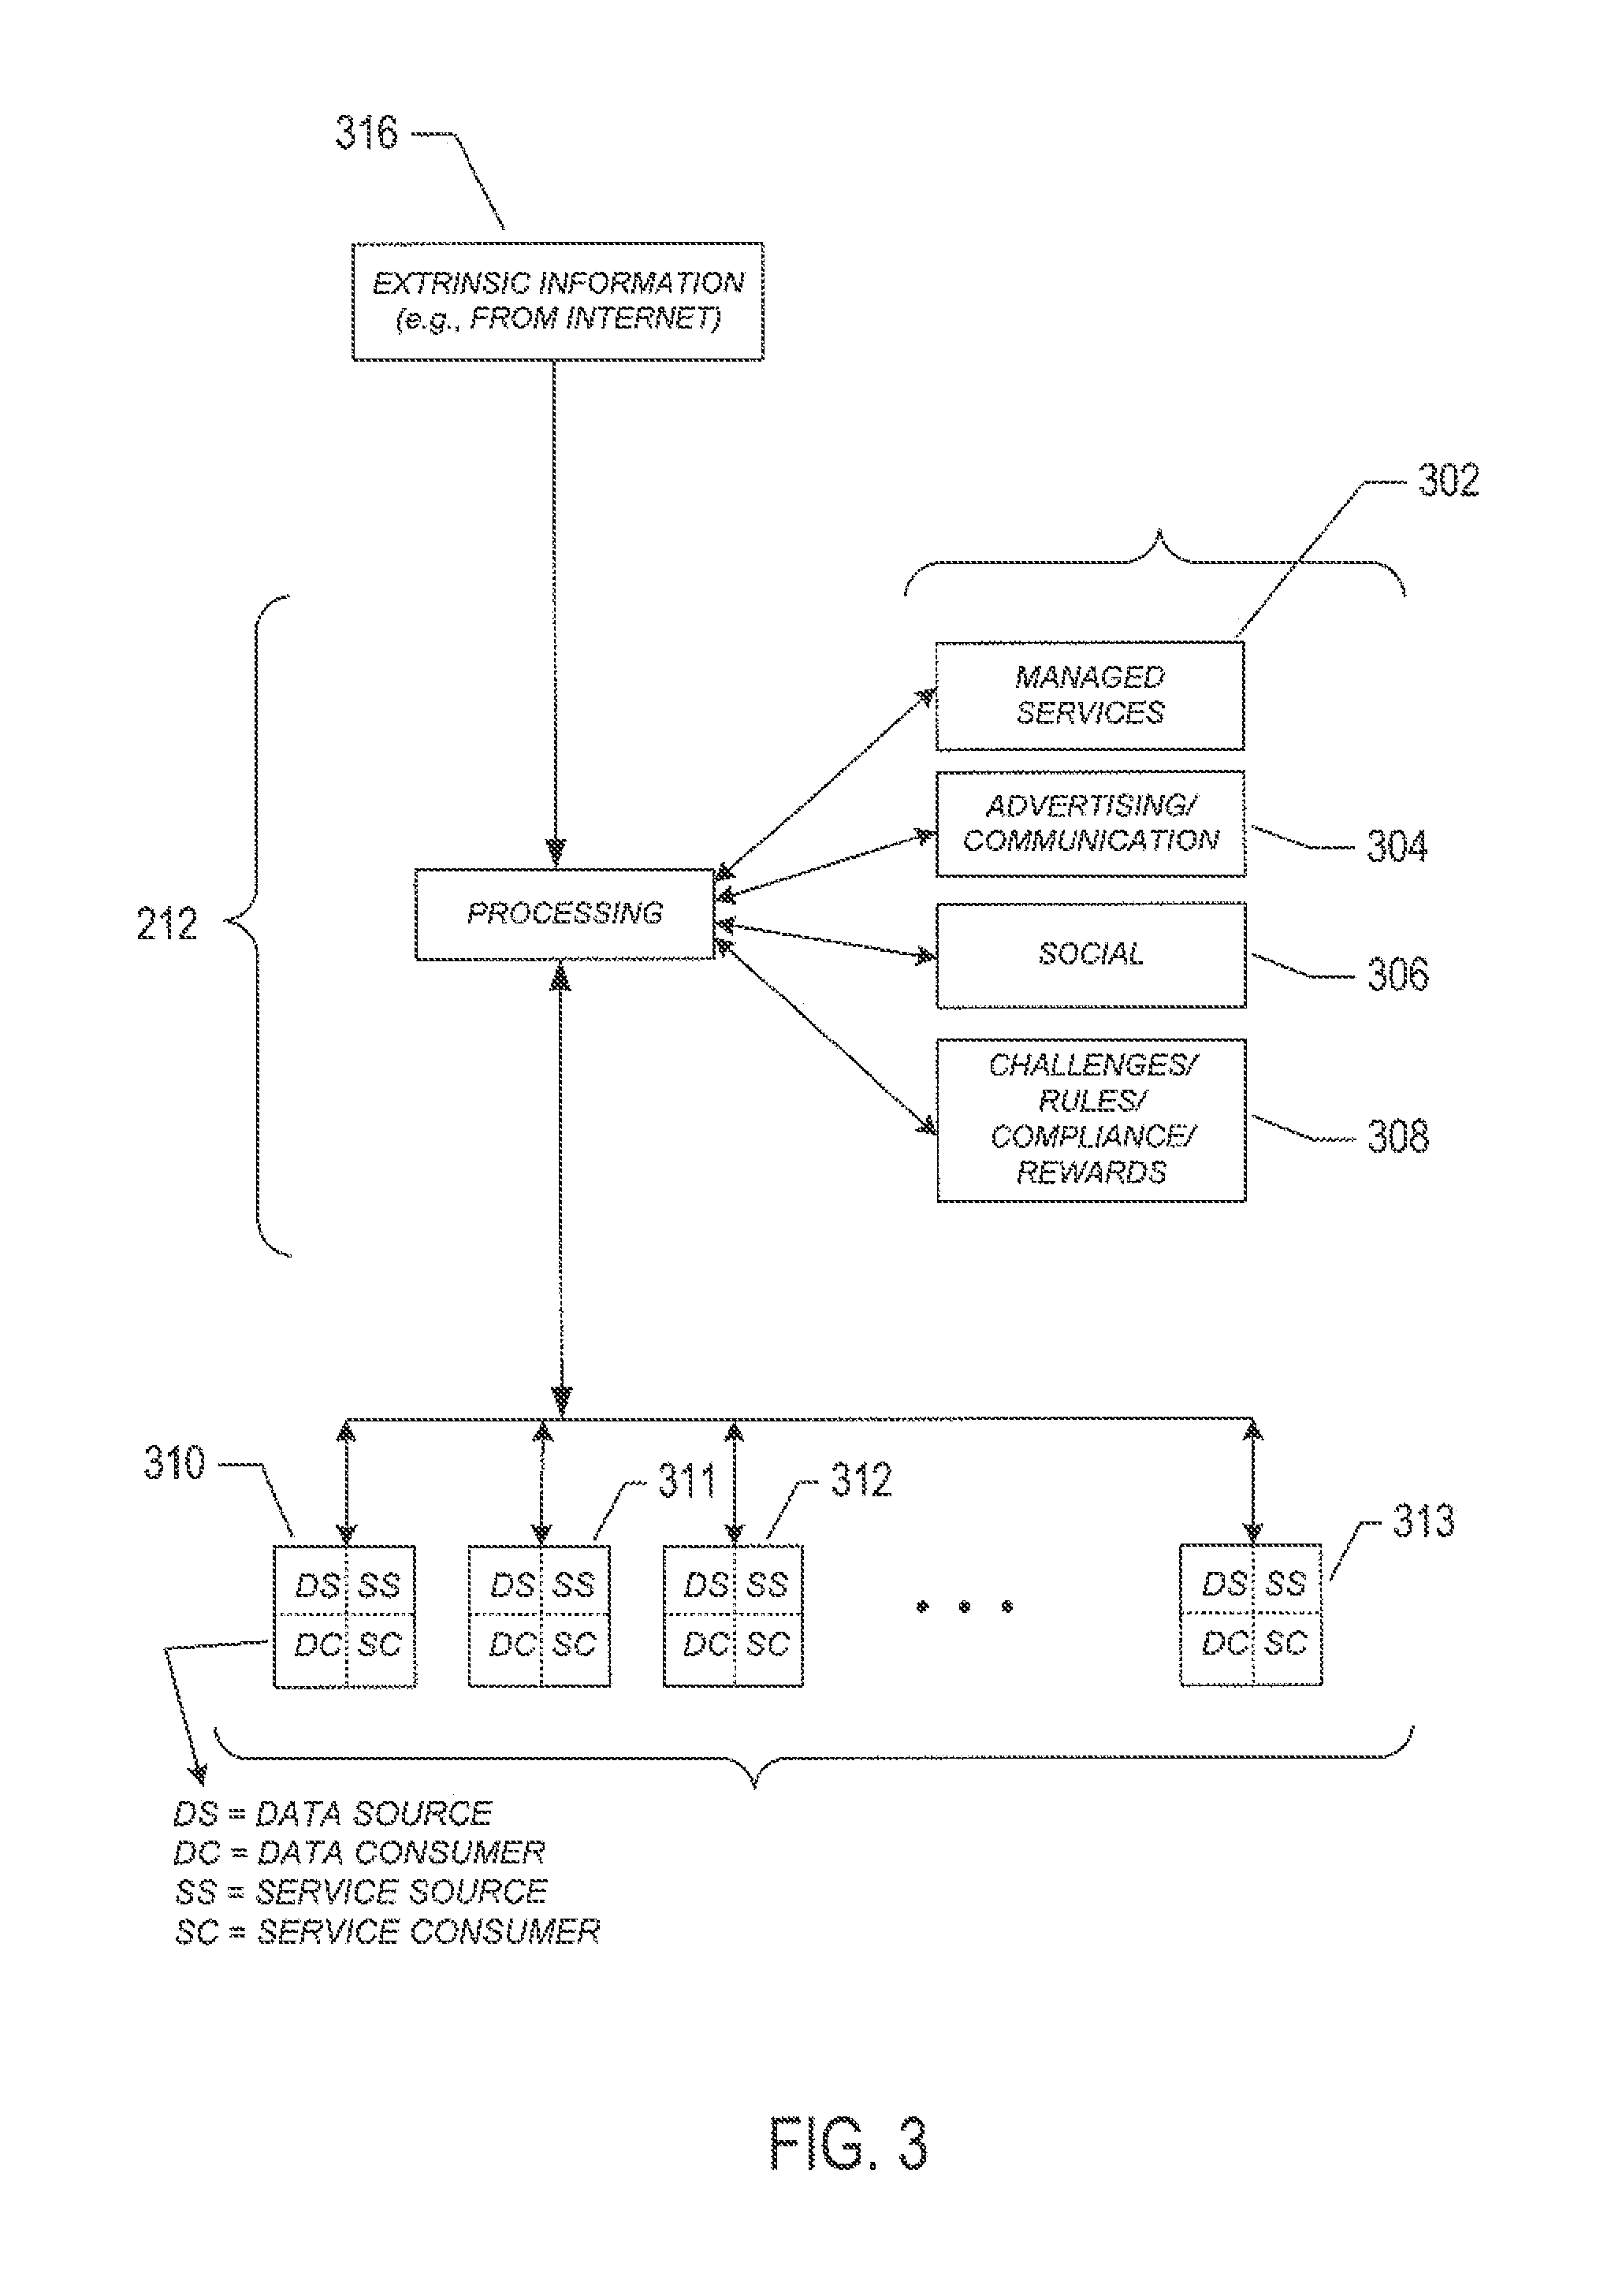 316
EXTRINSIC INFORMATION
(e.g., FROM INTERNET)
302
MANAGED
SERVICES
ADVERTISING/
COMMUNICATION
304
212
PROCESSING
SOCIAL
306
CHALLENGES/
RULES/
COMPLIANCE/
REWARDS
308
310
311
312
313
DS SS
DC SC
DS SS
DC SC
DS SS
DC SC
DS SS
DC SC
DS = DATA SOURCE
DC = DATA CONSUMER
SS = SERVICE SOURCE
SC = SERVICE CONSUMER
FIG. 3